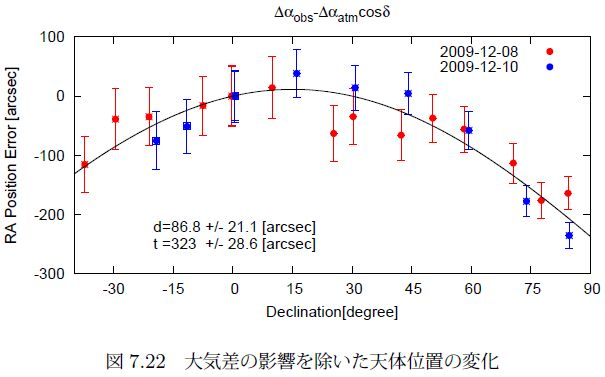 Δα_obs-Δα_atm cosδ
100
0
-100
-200
-300
RA Position Error [arcsec]
2009-12-08
2009-12-10
d=86.8 +/- 21.1 [arcsec]
t =323 +/- 28.6 [arcsec]
-30 -15 0 15 30 45 60 75 90
Declination[degree]
図 7.22 大気差の影響を除いた天体位置の変化